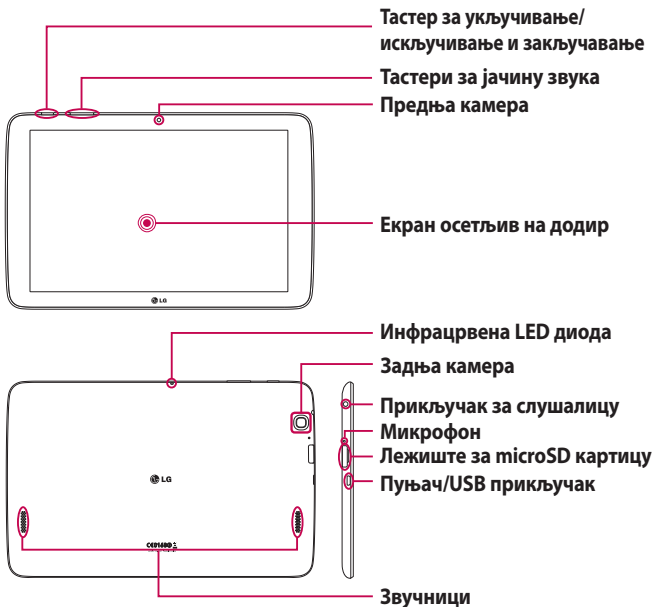 Тастер за укључивање/
искључивање и закључавање
Тастери за јачину звука
Предња камера
Екран осетљив на додир
LG
Инфрацрвена LED диода
Задња камера
Прикључак за слушалицу
Микрофон
Лежиште за microSD картицу
Пуњач/USB прикључак
LG
Звучници